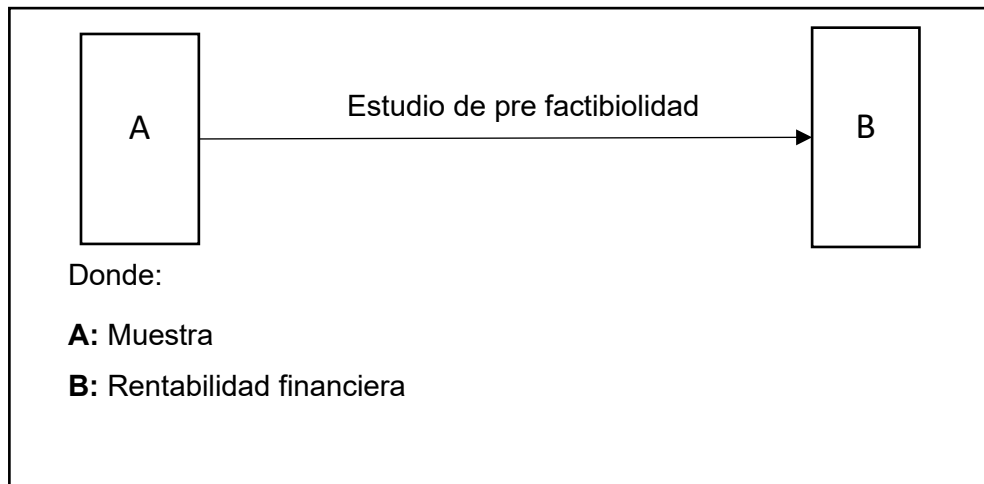 Estudio de pre factibiolidad
A
B
Donde:
A: Muestra
B: Rentabilidad financiera